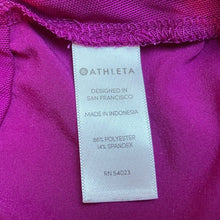 ATHLETA
DESIGNED IN
SAN FRANCISCO
MADE IN INDONESIA
86% POLYESTER
14% SPANDEX
RN 54023